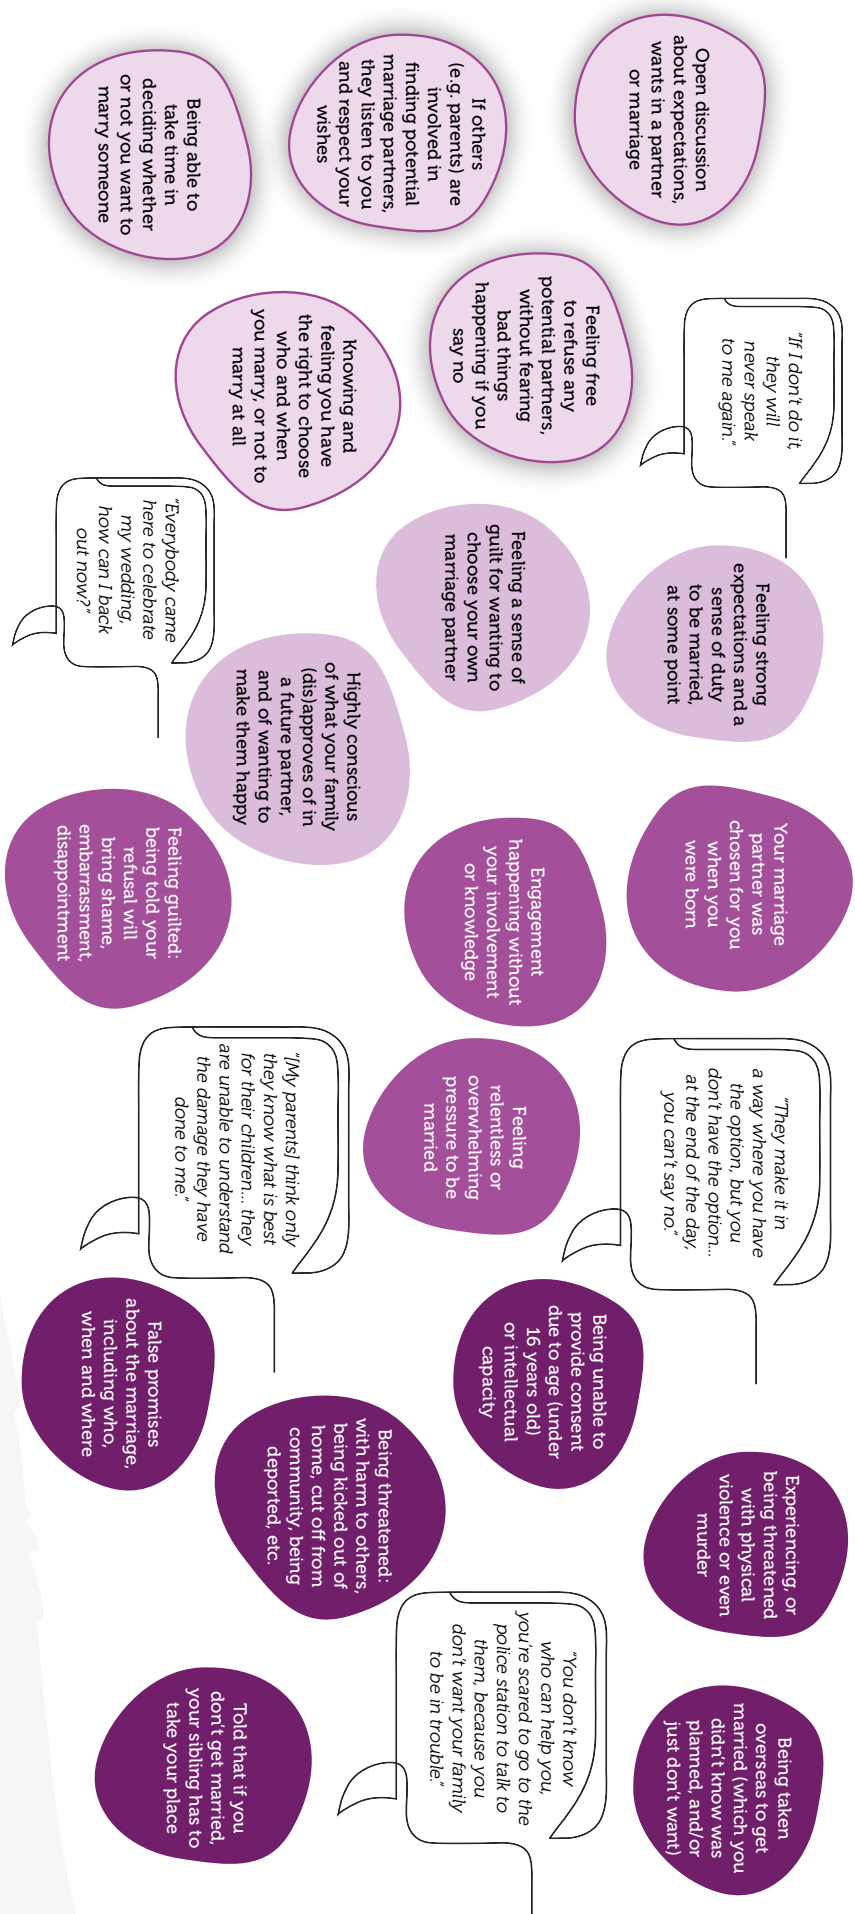 Open discussion
about expectations,
wants in a partner
or marriage
If others
(e.g. parents) are
involved in
finding potential
marriage partners,
they listen to you
and respect your
wishes
Being able to
take time in
deciding whether
or not you want to
marry someone
Feeling free
to refuse any
potential partners,
without fearing
bad things
happening if you
say no
Knowing and
feeling you have
the right to choose
who and when
you marry, or not to
marry at all
"If I don't do it,
they will
never speak
to me again."
Feeling strong
expectations and a
sense of duty
to be married,
at some point
Feeling a sense of
guilt for wanting to
choose your own
marriage partner
"Everybody came
here to celebrate
my wedding,
how can I back
out now?"
Highly conscious
of what your family
(dis)approves of in
a future partner,
and of wanting to
make them happy
Your marriage
partner was
chosen for you
when you
were born
Engagement
happening without
your involvement
or knowledge
Feeling guilted:
being told your
refusal will
bring shame,
embarrassment,
disappointment
Feeling
relentless or
overwhelming
pressure to be
married
"They make it in
a way where you have
the option, but you
don't have the option...
at the end of the day,
you can't say no."
"[My parents] think only
they know what is best
for their children... they
are unable to understand
the damage they have
done to me."
Being unable to
provide consent
due to age (under
16 years old)
or intellectual
capacity
False promises
about the marriage,
including who,
when and where
Being threatened:
with harm to others,
being kicked out of
home, cut off from
community, being
deported, etc.
Experiencing, or
being threatened
with physical
violence or even
murder
"You don't know
who can help you,
you're scared to go to the
police station to talk to
them, because you
don't want your family
to be in trouble."
Being taken
overseas to get
married (which you
didn't know was
planned, and/or
just don't want)
Told that if you
don't get married,
your sibling has to
take your place